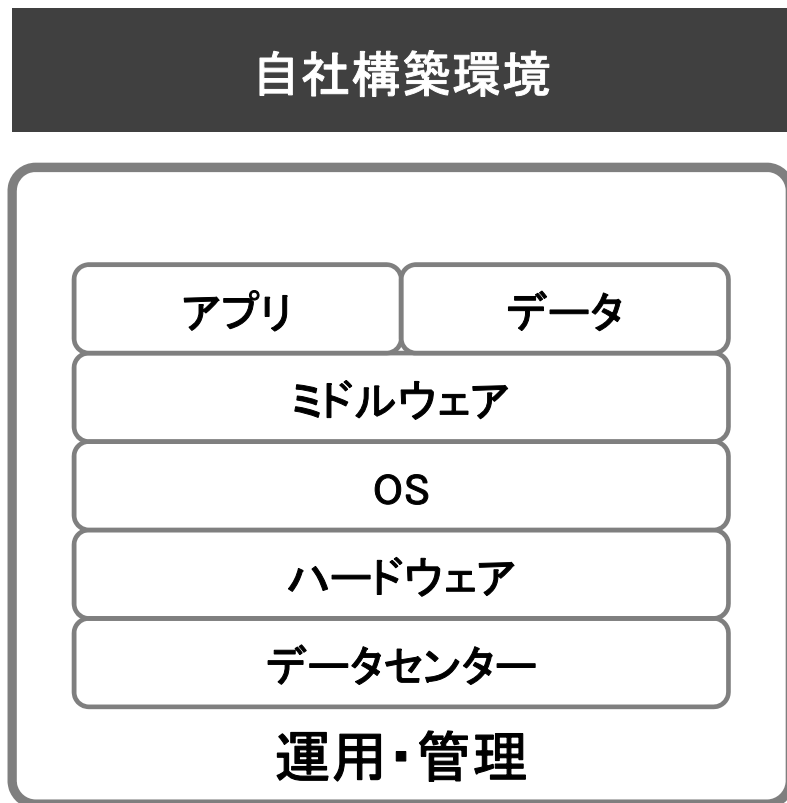 自社構築環境
アプリ データ
ミドルウェア
OS
ハードウェア
データセンター
運用・管理